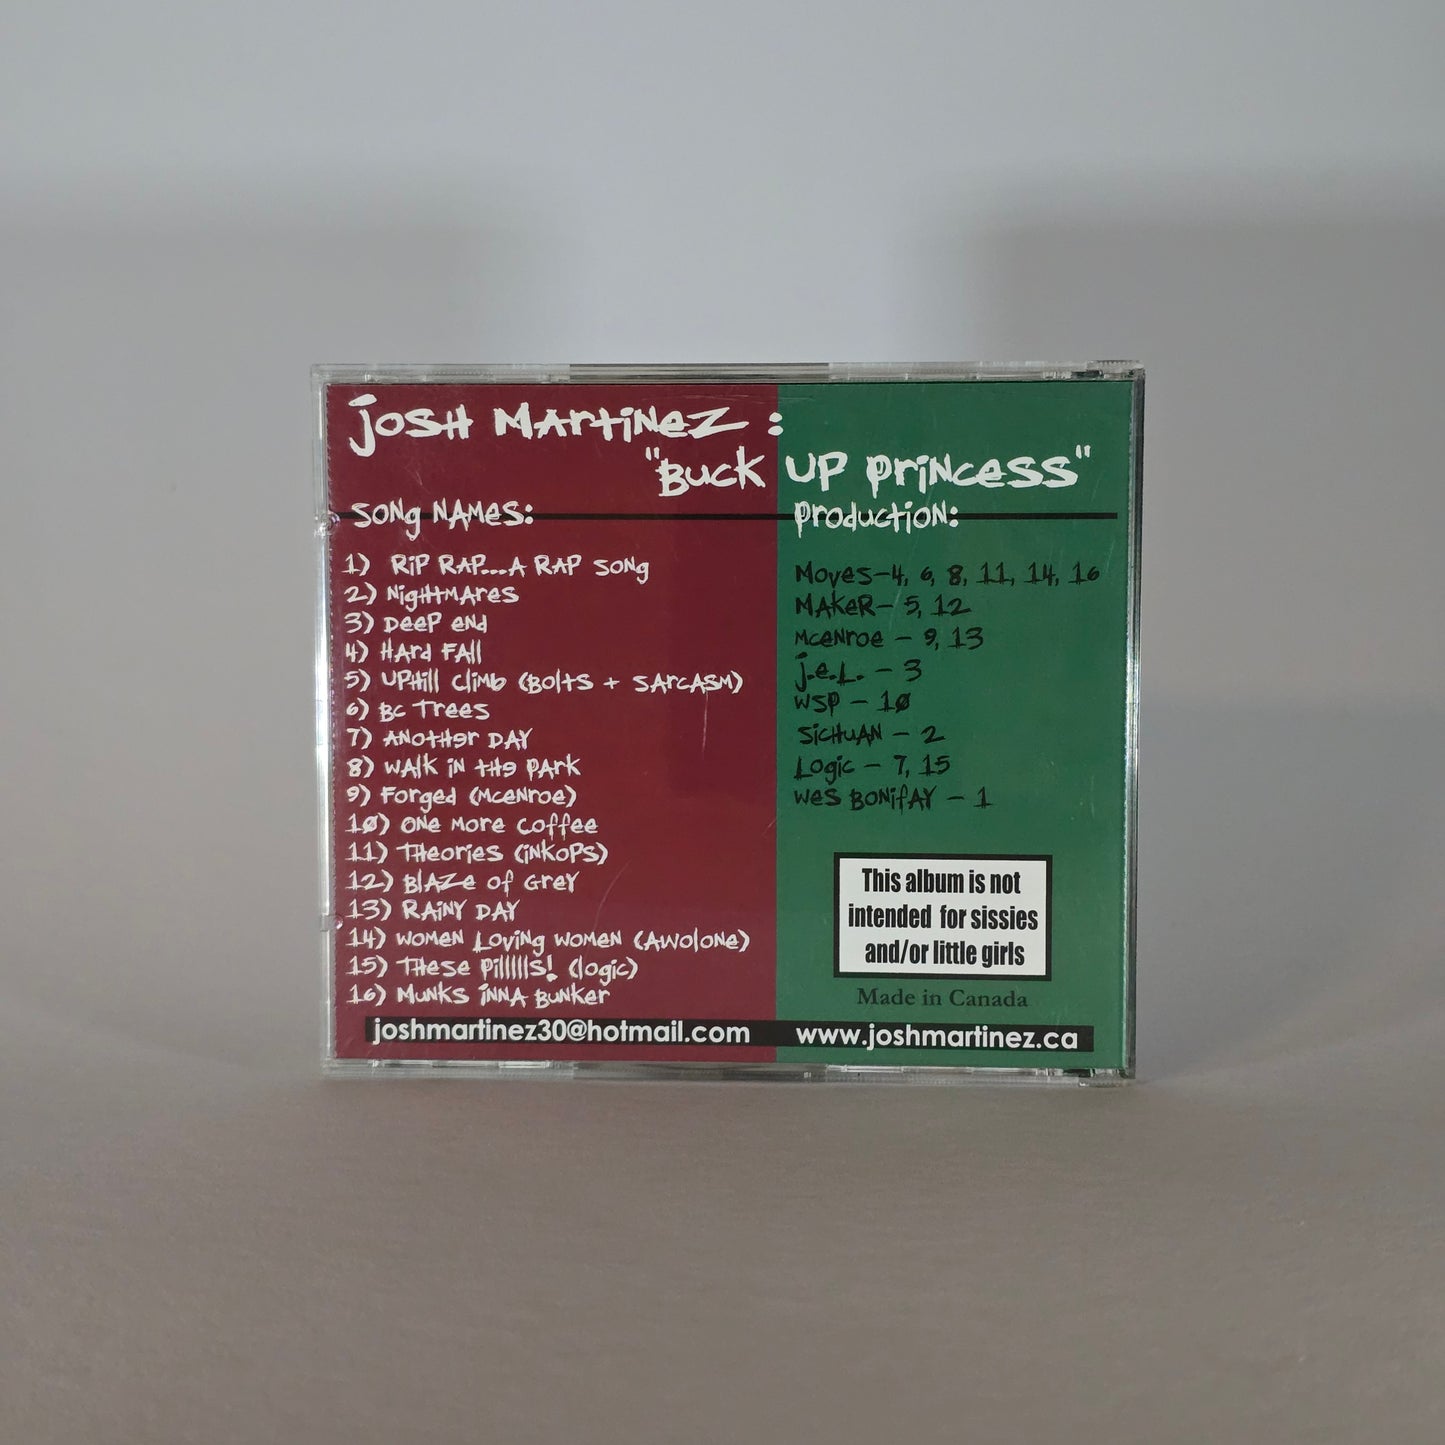 Josh Martinez :
"Buck Up Princess"
Song Names:
1) Rip Rap...A Rap Song
2) Nightmares
3) Deep End
4) Hard Fall
5) Uphill Climb (Bolts + Sarcasm)
6) BC Trees
7) Another Day
8) Walk in the Park
9) Forged (mcenroe)
10) One More Coffee
11) Theories (inkops)
12) Blaze of Grey
13) Rainy Day
14) Women Loving Women (Awolone)
15) These Pillllls! (logic)
16) Munks inna Bunker
Production:
Moves-4, 6, 8, 11, 14, 16
Maker- 5, 12
mcenroe - 9, 13
j.e.l. - 3
WSP - 10
Sichuan - 2
Logic - 7, 15
Wes Bonifay - 1
This album is not
intended for sissies
and/or little girls
Made in Canada
joshmartinez30@hotmail.com
www.joshmartinez.ca